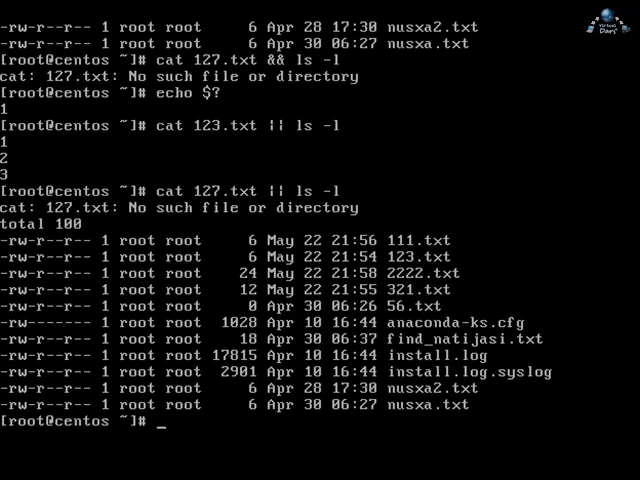 -rw-r--r-- 1 root root     6 Apr 28 17:30 nusxa2.txt
-rw-r--r-- 1 root root     6 Apr 30 06:27 nusxa.txt
[root@centos ~]# cat 127.txt && ls -l
cat: 127.txt: No such file or directory
[root@centos ~]# echo $?
1
[root@centos ~]# cat 123.txt || ls -l
1
2
3
[root@centos ~]# cat 127.txt || ls -l
cat: 127.txt: No such file or directory
total 100
-rw-r--r-- 1 root root     6 May 22 21:56 111.txt
-rw-r--r-- 1 root root     6 May 22 21:54 123.txt
-rw-r--r-- 1 root root    24 May 22 21:58 2222.txt
-rw-r--r-- 1 root root    12 May 22 21:55 321.txt
-rw-r--r-- 1 root root     0 Apr 30 06:26 56.txt
-rw------- 1 root root  1028 Apr 10 16:44 anaconda-ks.cfg
-rw-r--r-- 1 root root    18 Apr 30 06:37 find_natijasi.txt
-rw-r--r-- 1 root root 17815 Apr 10 16:44 install.log
-rw-r--r-- 1 root root  2901 Apr 10 16:44 install.log.syslog
-rw-r--r-- 1 root root     6 Apr 28 17:30 nusxa2.txt
-rw-r--r-- 1 root root     6 Apr 30 06:27 nusxa.txt
[root@centos ~]# _
Virtual
Dars